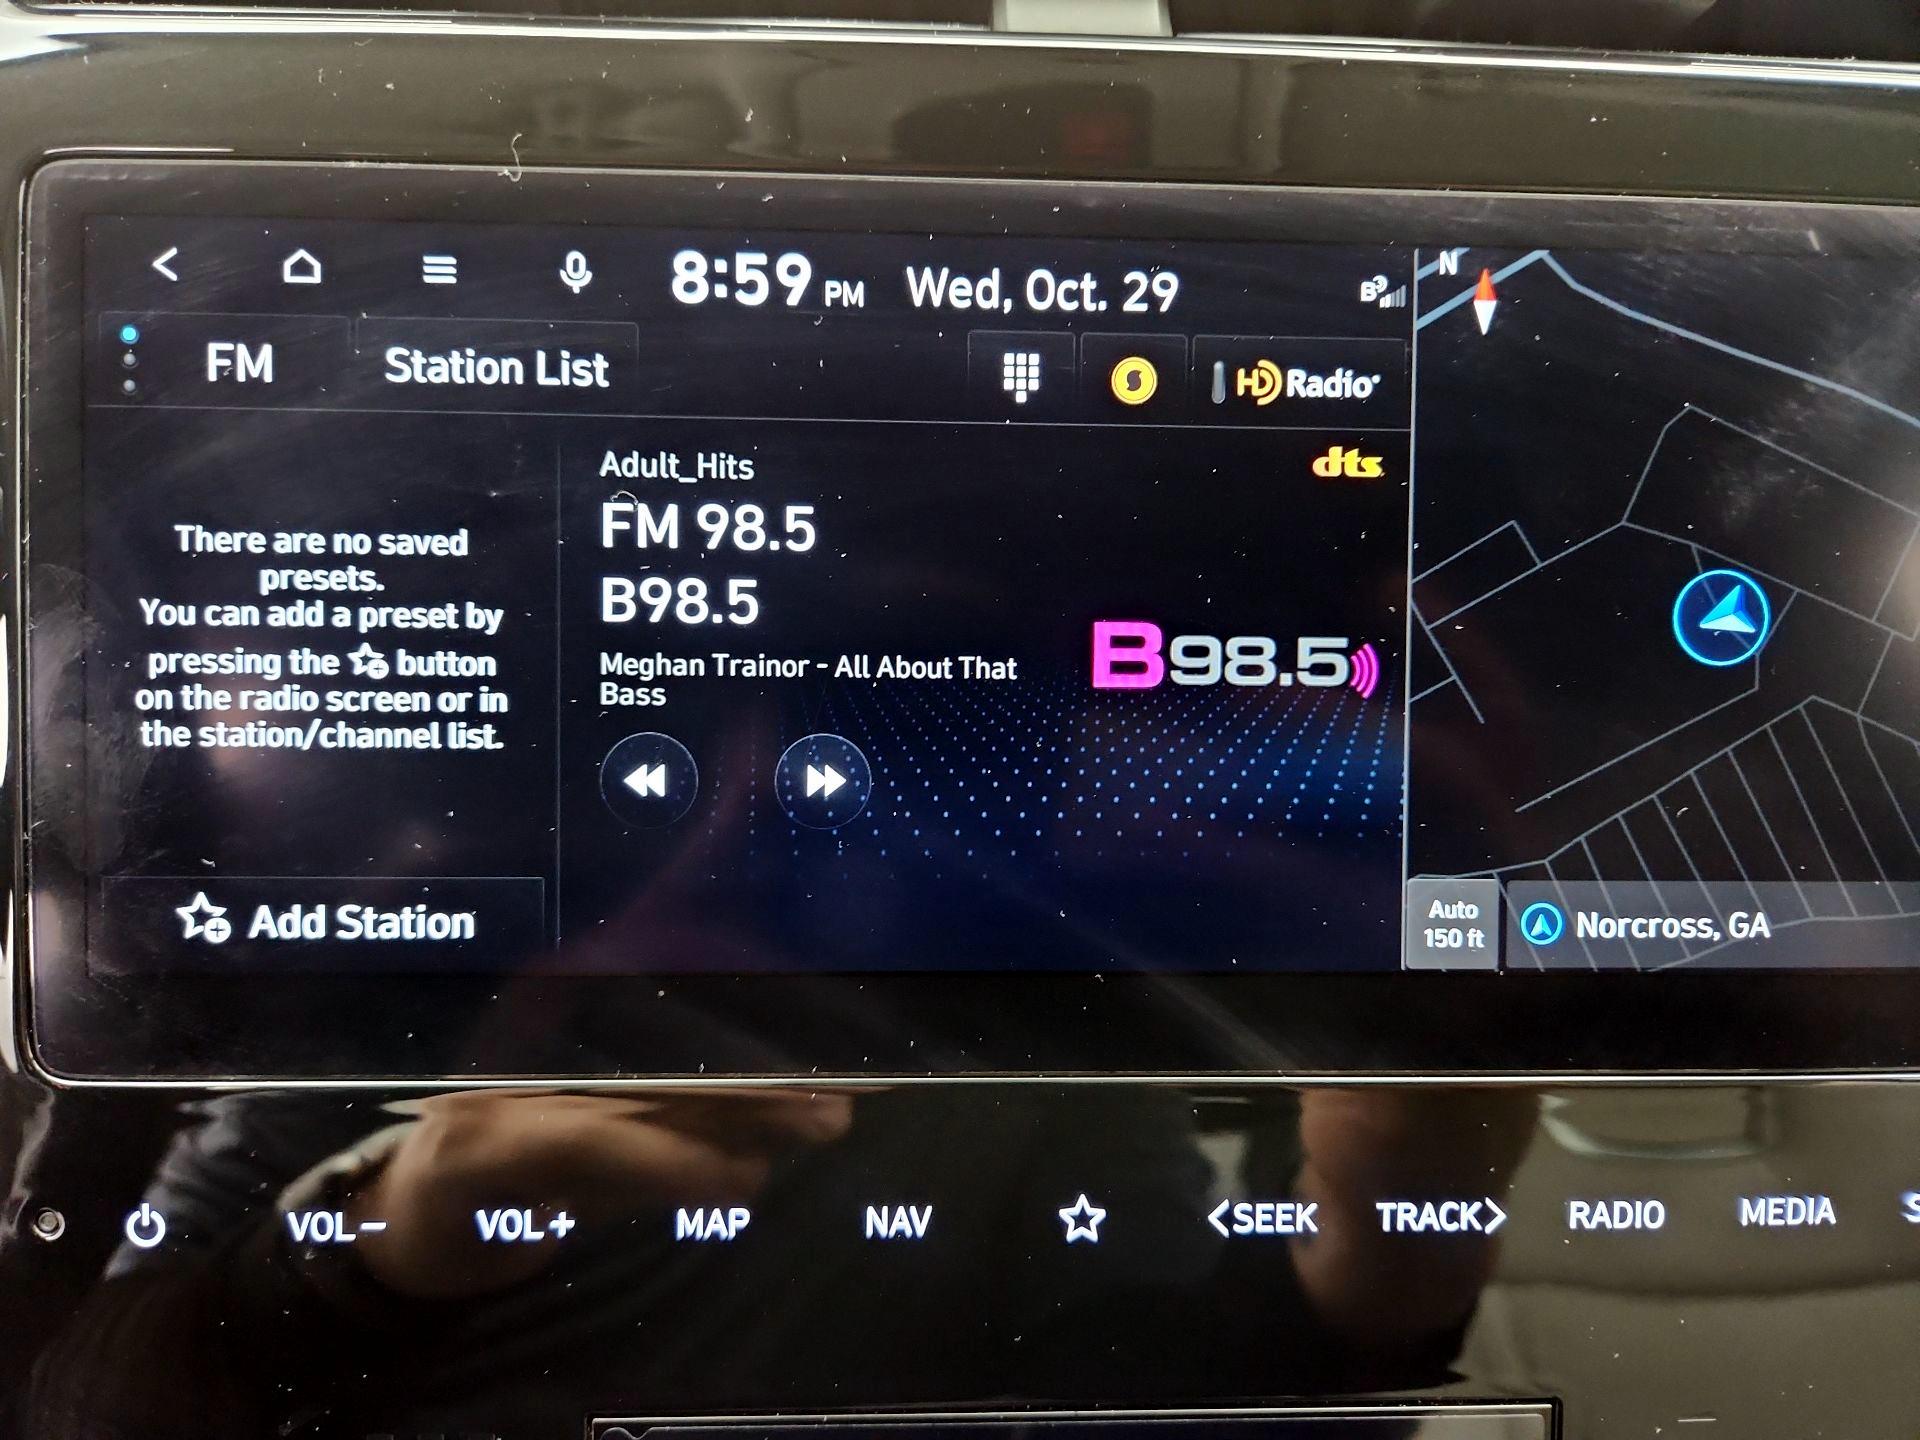 8:59 PM Wed, Oct. 29
FM Station List HD Radio
Adult_Hits
dts
FM 98.5
B98.5
Meghan Trainor - All About That
Bass
B98.5
There are no saved
presets.
You can add a preset by
pressing the button
on the radio screen or in
the station/channel list.
Add Station
N
Auto
150 ft
Norcross, GA
VOL− VOL+ MAP NAV <SEEK TRACK> RADIO MEDIA